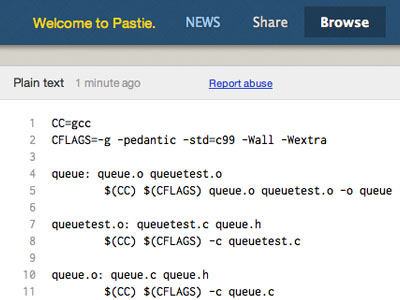 Welcome to Pastie. NEWS Share Browse
Plain text 1 minute ago Report abuse
1 CC=gcc
2 CFLAGS=-g -pedantic -std=c99 -Wall -Wextra
3
4 queue: queue.o queuetest.o
5 $(CC) $(CFLAGS) queue.o queuetest.o -o queue
6
7 queuetest.o: queuetest.c queue.h
8 $(CC) $(CFLAGS) -c queuetest.c
9
10 queue.o: queue.c queue.h
11 $(CC) $(CFLAGS) -c queue.c